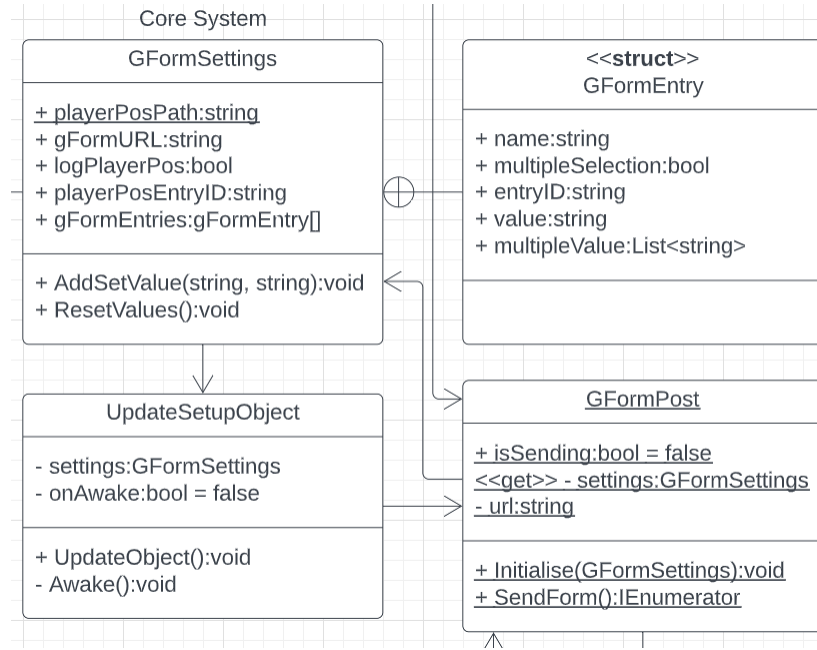 Core System
GFormSettings
+ playerPosPath:string
+ gFormURL:string
+ logPlayerPos:bool
+ playerPosEntryID:string
+ gFormEntries:gFormEntry[]
+ AddSetValue(string, string):void
+ ResetValues():void
<<struct>>
GFormEntry
+ name:string
+ multipleSelection:bool
+ entryID:string
+ value:string
+ multipleValue:List<string>
UpdateSetupObject
- settings:GFormSettings
- onAwake:bool = false
+ UpdateObject():void
- Awake():void
GFormPost
+ isSending:bool = false
<<get>> - settings:GFormSettings
- url:string
+ Initialise(GFormSettings):void
+ SendForm():IEnumerator